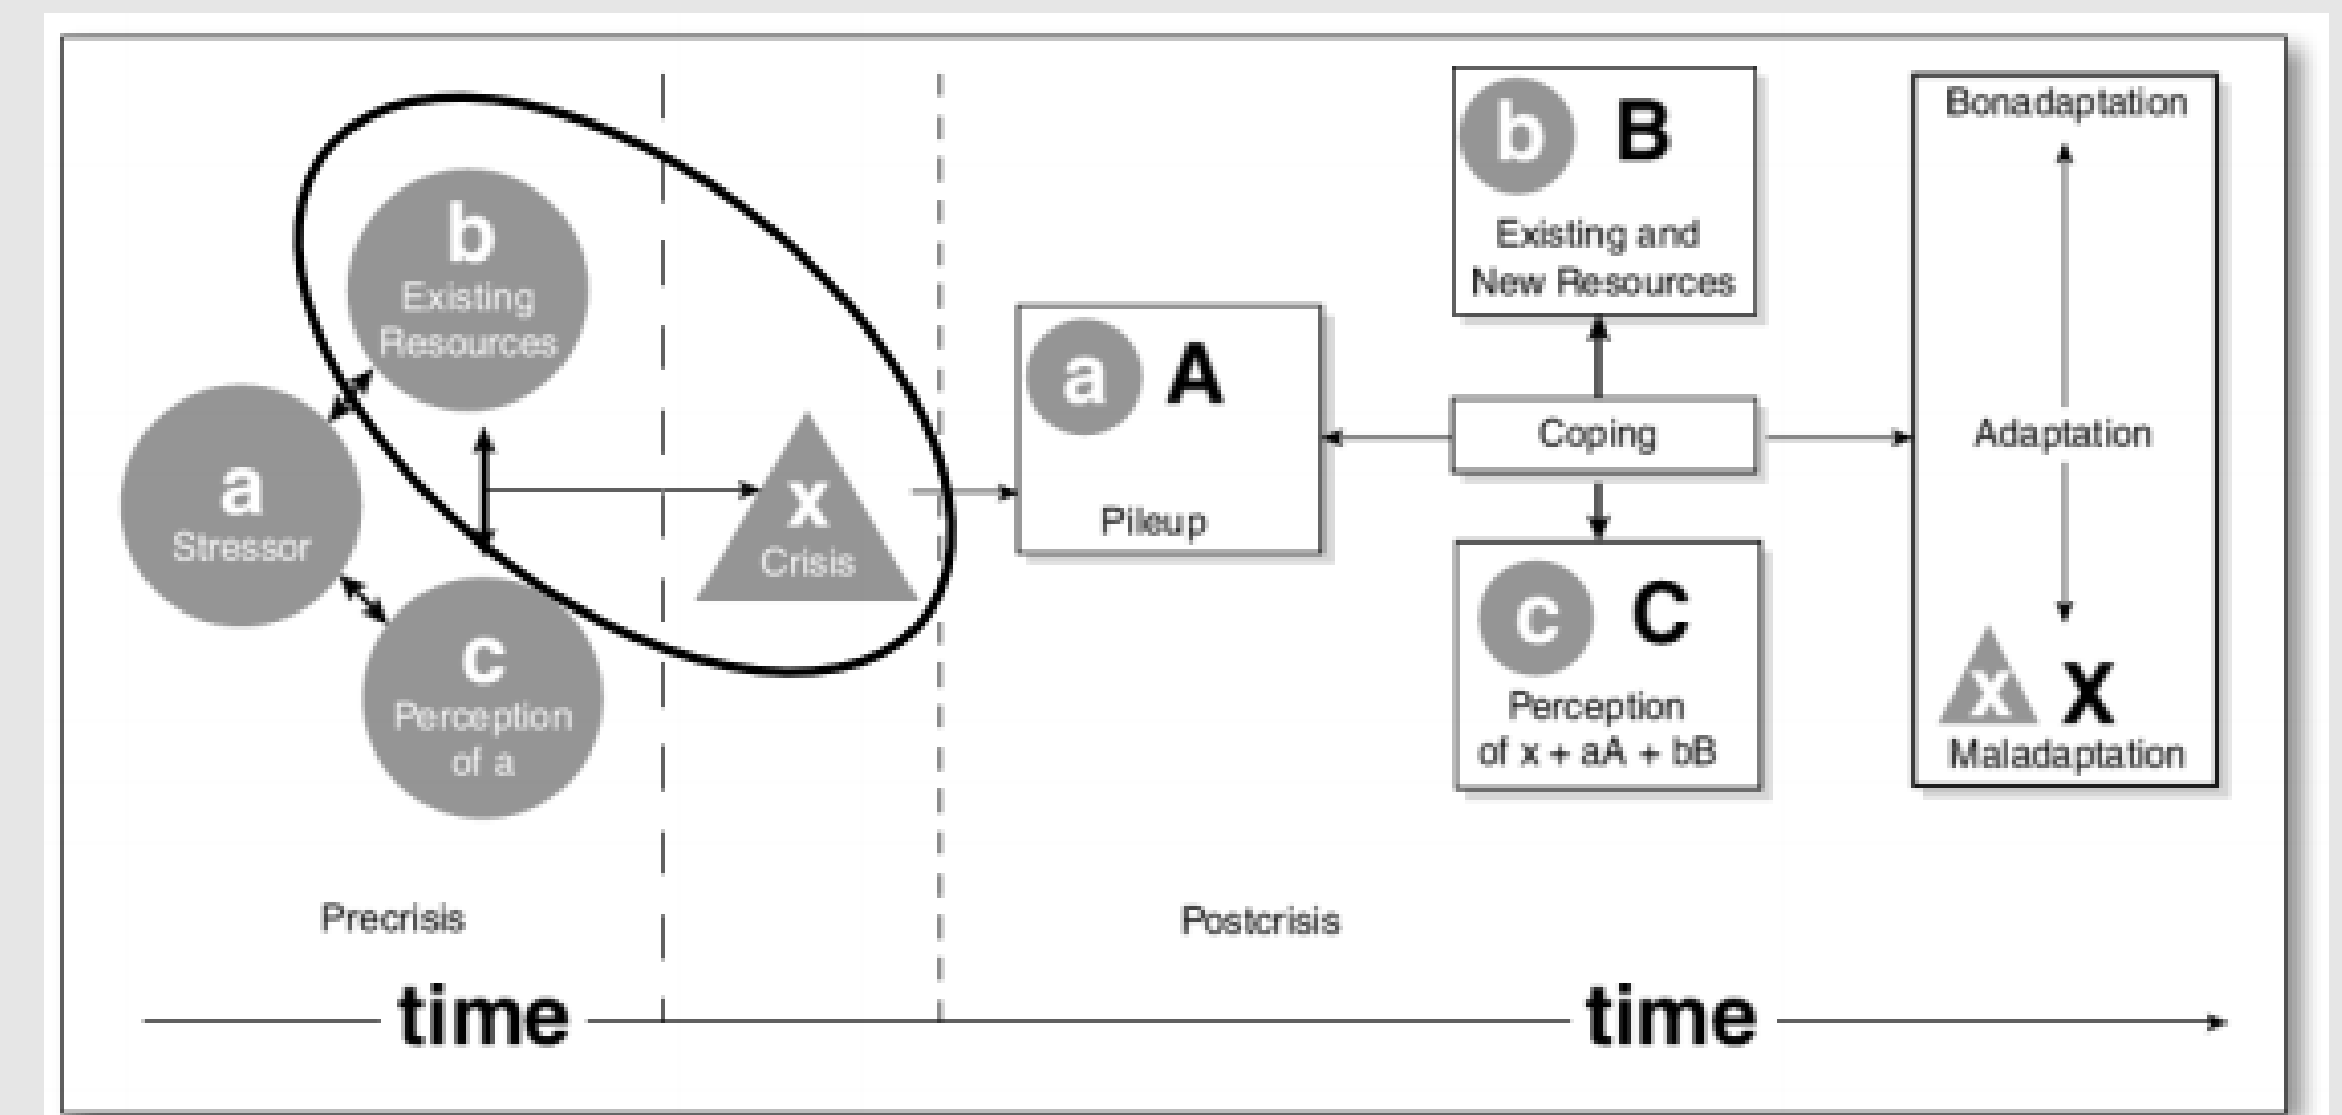 b
Existing
Resources
a
Stressor
c
Perception
of a
x
Crisis
a A
Pileup
b B
Existing and
New Resources
Coping
c C
Perception
of x + aA + bB
Bonadaptation
Adaptation
x X
Maladaptation
Precrisis
Postcrisis
time
time